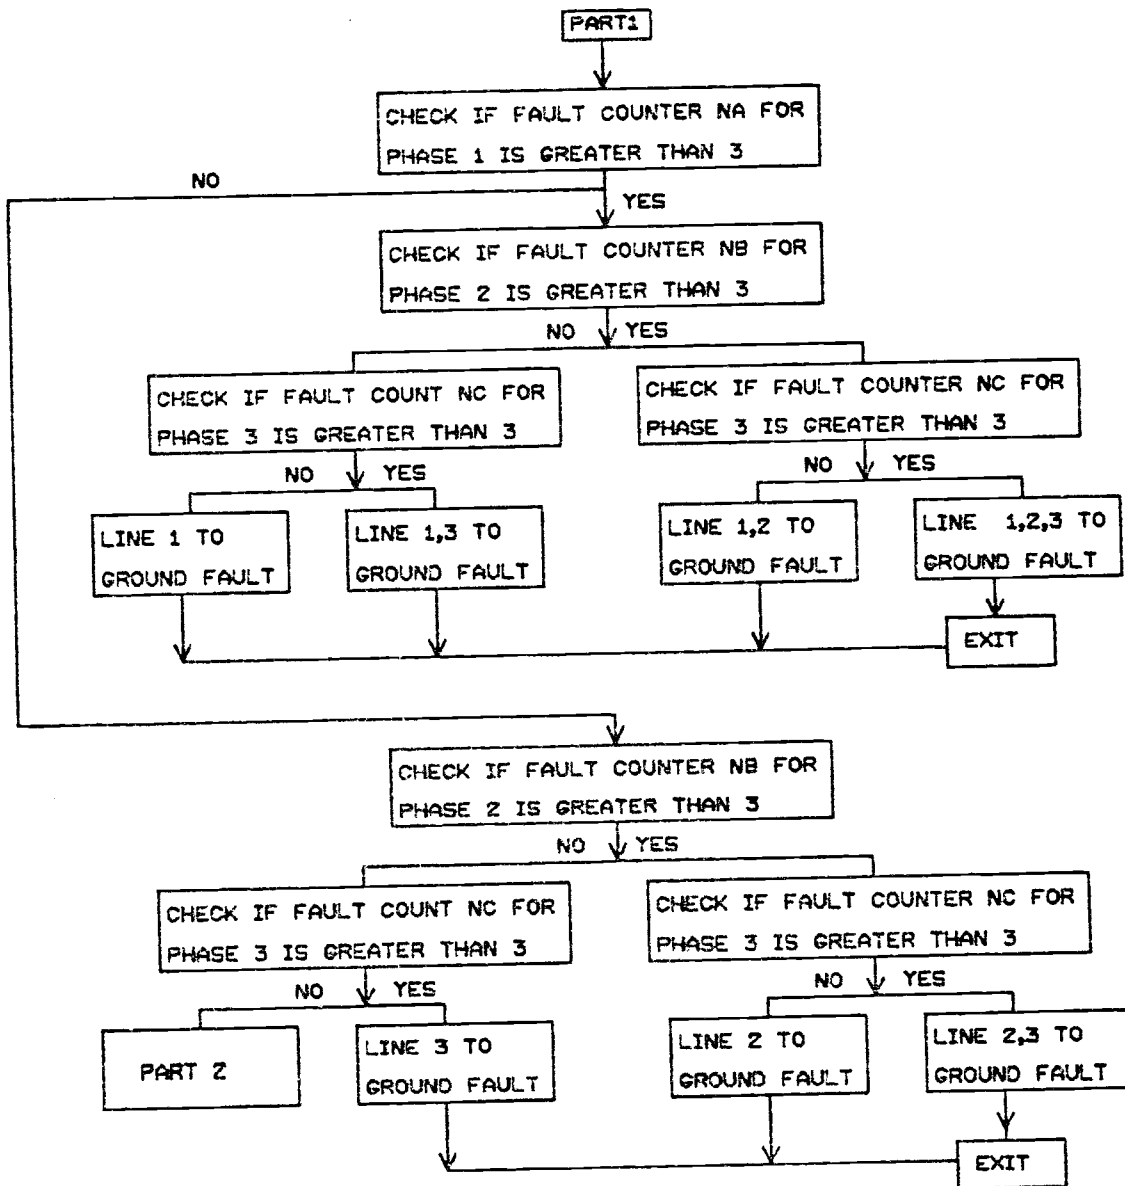 PART1
CHECK IF FAULT COUNTER NA FOR
PHASE 1 IS GREATER THAN 3
NO
YES
CHECK IF FAULT COUNTER NB FOR
PHASE 2 IS GREATER THAN 3
NO YES
CHECK IF FAULT COUNT NC FOR
PHASE 3 IS GREATER THAN 3
CHECK IF FAULT COUNTER NC FOR
PHASE 3 IS GREATER THAN 3
NO YES
NO YES
LINE 1 TO
GROUND FAULT
LINE 1,3 TO
GROUND FAULT
LINE 1,2 TO
GROUND FAULT
LINE 1,2,3 TO
GROUND FAULT
EXIT
CHECK IF FAULT COUNTER NB FOR
PHASE 2 IS GREATER THAN 3
NO YES
CHECK IF FAULT COUNT NC FOR
PHASE 3 IS GREATER THAN 3
CHECK IF FAULT COUNTER NC FOR
PHASE 3 IS GREATER THAN 3
NO YES
NO YES
PART 2
LINE 3 TO
GROUND FAULT
LINE 2 TO
GROUND FAULT
LINE 2,3 TO
GROUND FAULT
EXIT